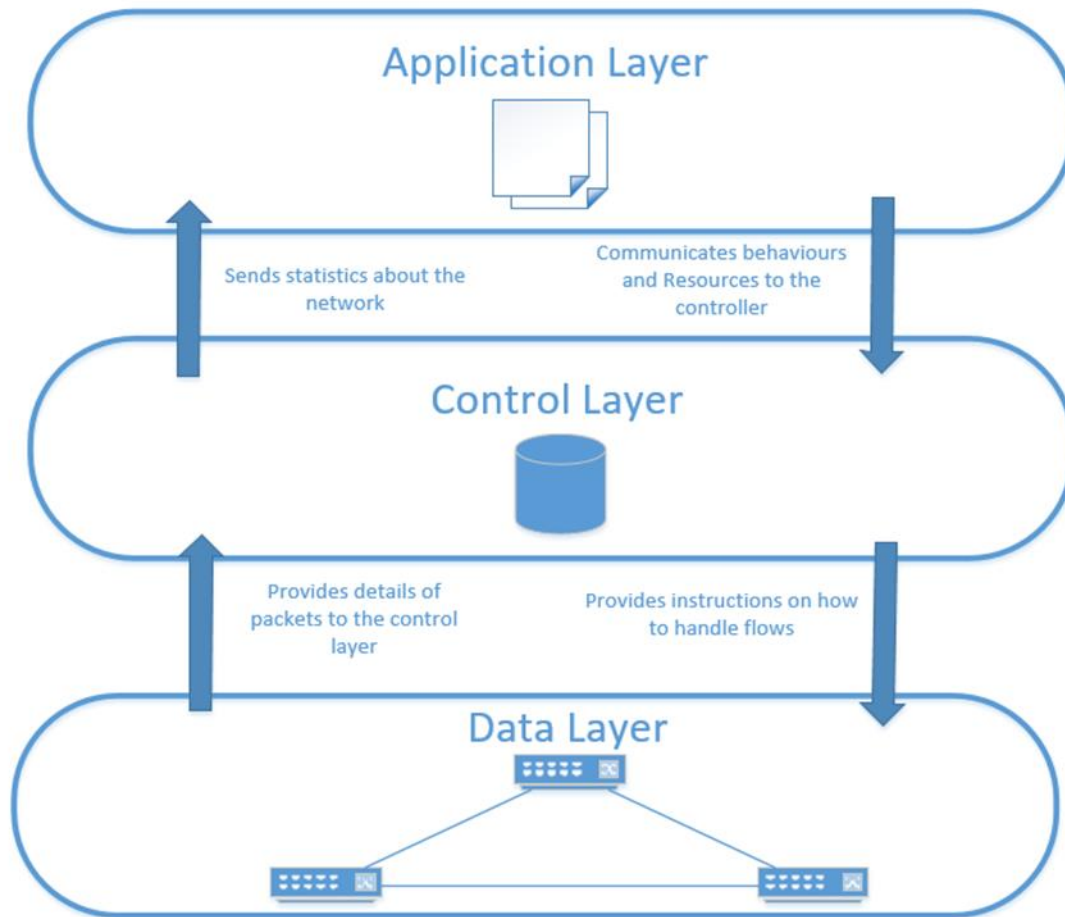 Application Layer
Sends statistics about the
network
Communicates behaviours
and Resources to the
controller
Control Layer
Provides details of
packets to the control
layer
Provides instructions on how
to handle flows
Data Layer